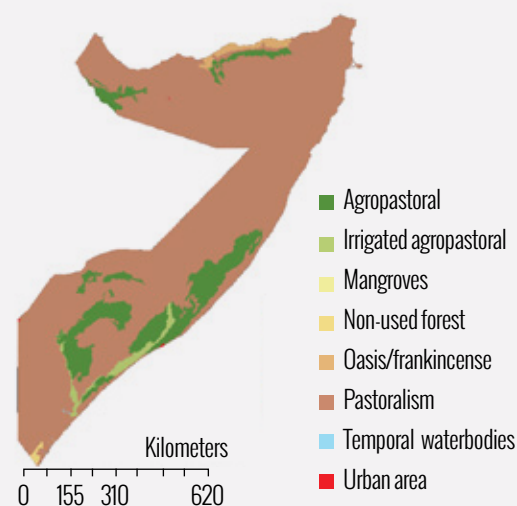 Agropastoral
Irrigated agropastoral
Mangroves
Non-used forest
Oasis/frankincense
Pastoralism
Temporal waterbodies
Urban area
Kilometers
0 155 310 620